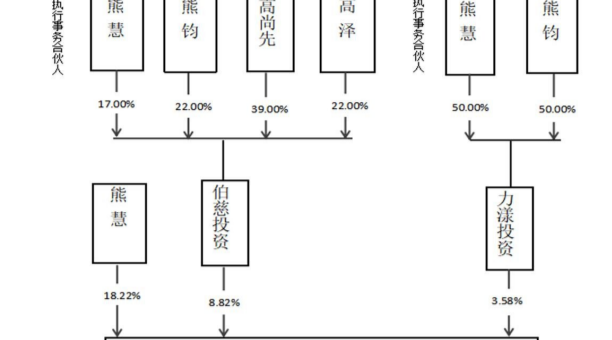 执行事务合伙人
熊慧
熊钧
高尚先
高泽
执行事务合伙人
熊慧
熊钧
17.00%
22.00%
39.00%
22.00%
50.00%
50.00%
熊慧
伯慈投资
力漾投资
18.22%
8.82%
3.58%